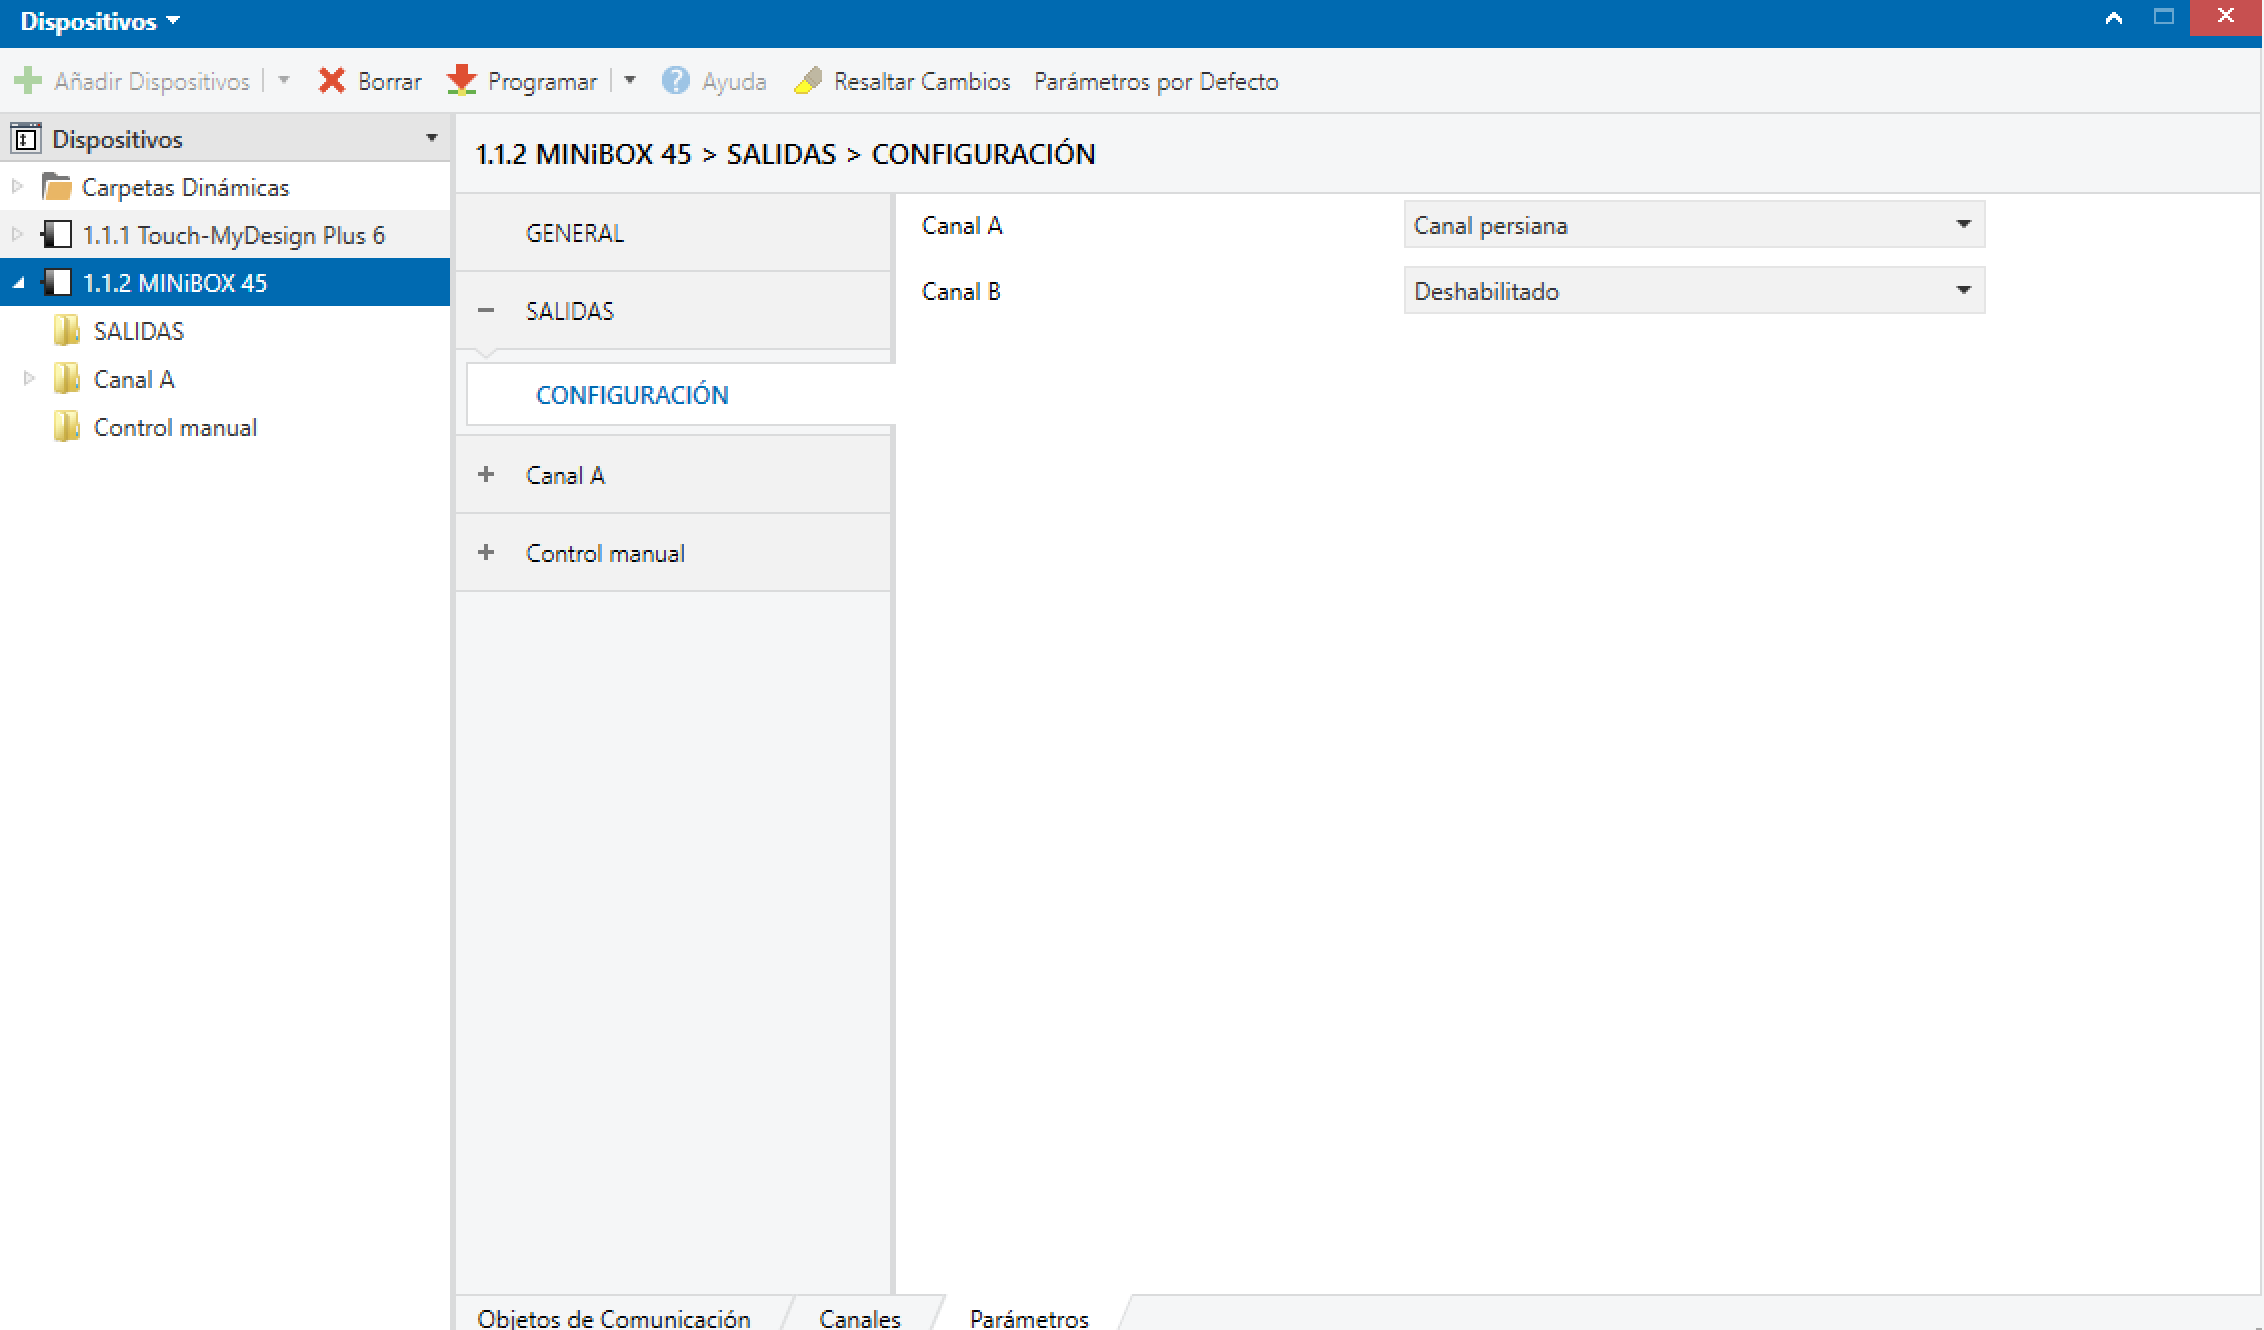 Dispositivos
Añadir Dispositivos
Borrar
Programar
Ayuda
Resaltar Cambios
Parámetros por Defecto
Dispositivos
Carpetas Dinámicas
1.1.1 Touch-MyDesign Plus 6
1.1.2 MINiBOX 45
SALIDAS
Canal A
Control manual
1.1.2 MINiBOX 45 > SALIDAS > CONFIGURACIÓN
GENERAL
SALIDAS
CONFIGURACIÓN
Canal A
Control manual
Canal A
Canal persiana
Canal B
Deshabilitado
Objetos de Comunicación
Canales
Parámetros